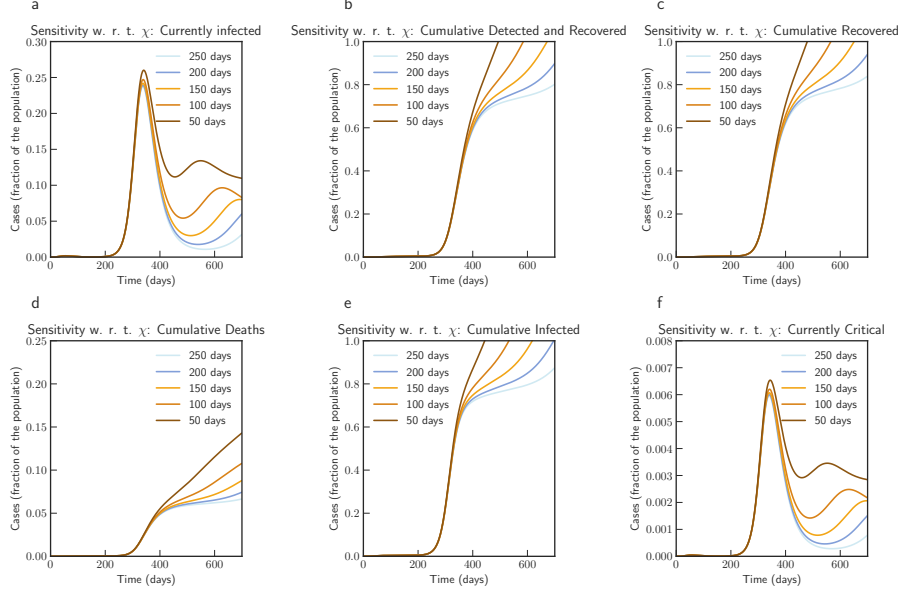 a
Sensitivity w. r. t. χ: Currently infected
Cases (fraction of the population)
0.30
0.25
0.20
0.15
0.10
0.05
0.00
250 days
200 days
150 days
100 days
50 days
0 200 400 600
Time (days)
b
Sensitivity w. r. t. χ: Cumulative Detected and Recovered
Cases (fraction of the population)
1.0
0.8
0.6
0.4
0.2
0.0
250 days
200 days
150 days
100 days
50 days
0 200 400 600
Time (days)
c
Sensitivity w. r. t. χ: Cumulative Recovered
Cases (fraction of the population)
1.0
0.8
0.6
0.4
0.2
0.0
250 days
200 days
150 days
100 days
50 days
0 200 400 600
Time (days)
d
Sensitivity w. r. t. χ: Cumulative Deaths
Cases (fraction of the population)
0.25
0.20
0.15
0.10
0.05
0.00
250 days
200 days
150 days
100 days
50 days
0 200 400 600
Time (days)
e
Sensitivity w. r. t. χ: Cumulative Infected
Cases (fraction of the population)
1.0
0.8
0.6
0.4
0.2
0.0
250 days
200 days
150 days
100 days
50 days
0 200 400 600
Time (days)
f
Sensitivity w. r. t. χ: Currently Critical
Cases (fraction of the population)
0.008
0.007
0.006
0.005
0.004
0.003
0.002
0.001
0.000
250 days
200 days
150 days
100 days
50 days
0 200 400 600
Time (days)